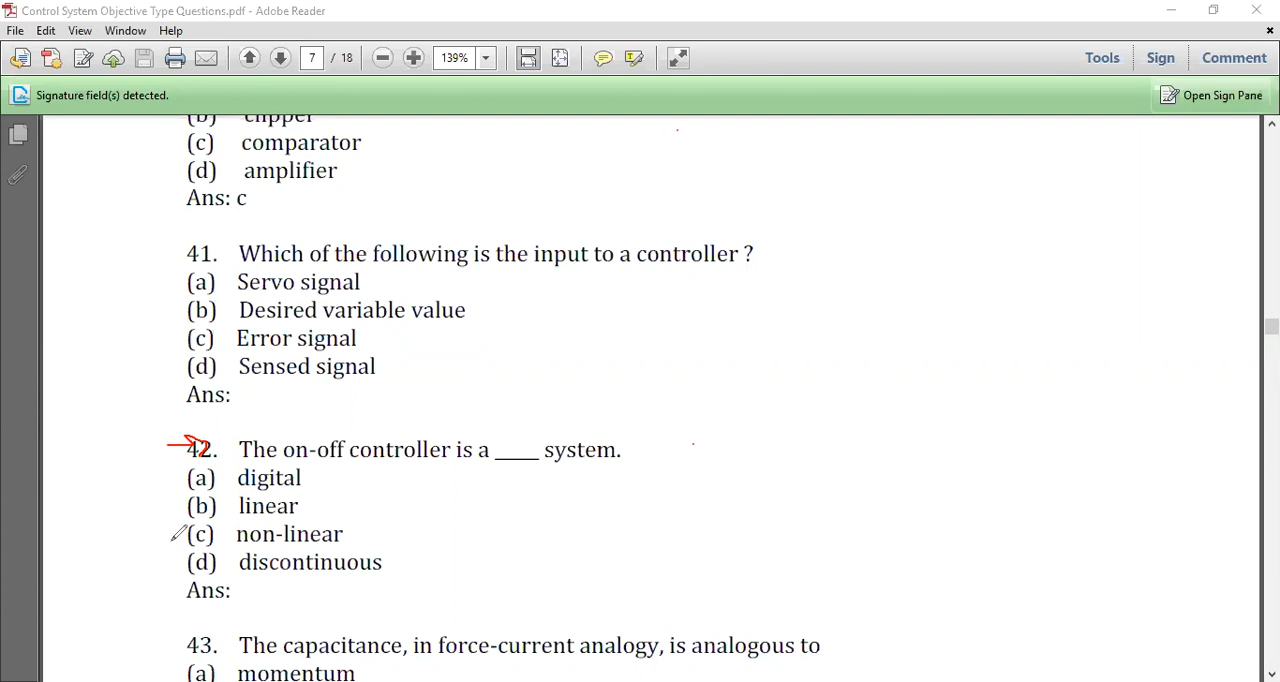 Control System Objective Type Questions.pdf - Adobe Reader
File Edit View Window Help
7 / 18 139% Tools Sign Comment
Signature field(s) detected. Open Sign Pane
(b) clipper
(c) comparator
(d) amplifier
Ans: c
41. Which of the following is the input to a controller ?
(a) Servo signal
(b) Desired variable value
(c) Error signal
(d) Sensed signal
Ans:
42. The on-off controller is a ____ system.
(a) digital
(b) linear
(c) non-linear
(d) discontinuous
Ans:
43. The capacitance, in force-current analogy, is analogous to
(a) momentum